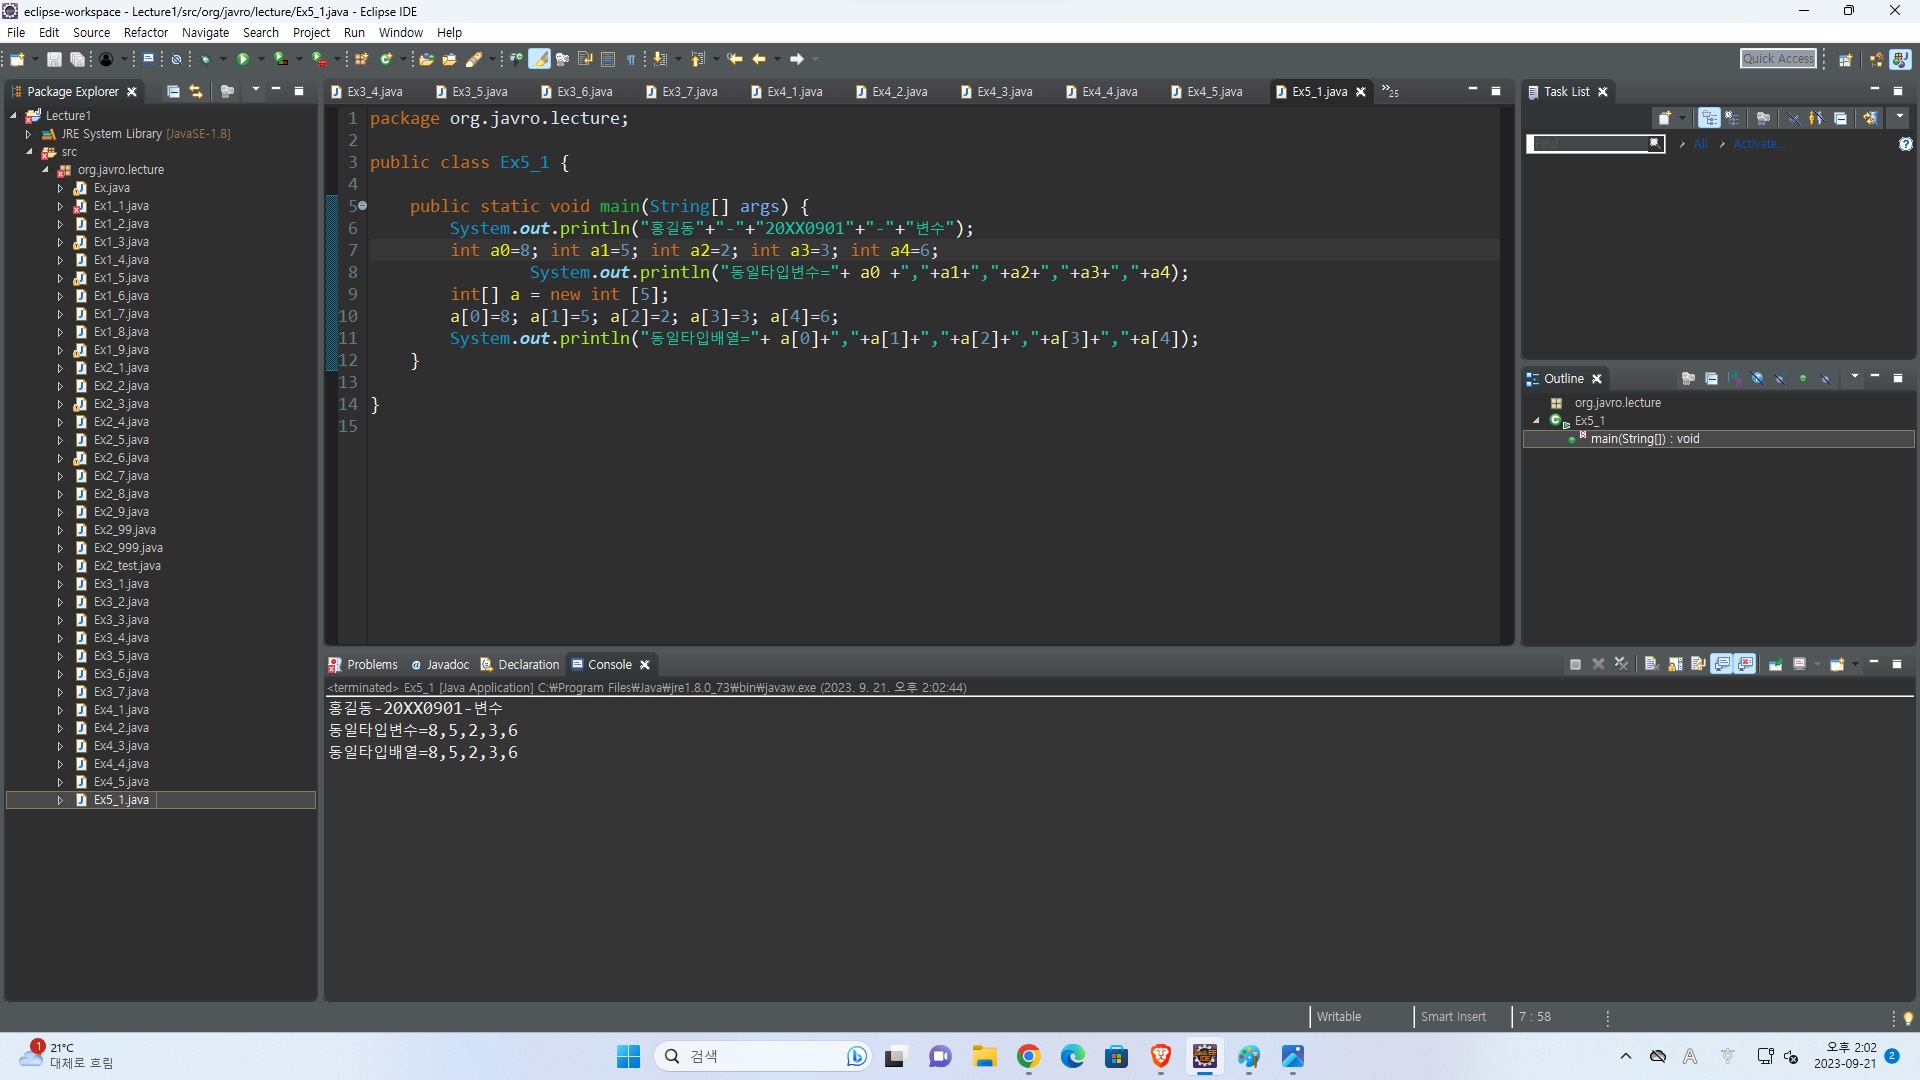 eclipse-workspace - Lecture1/src/org/javro/lecture/Ex5_1.java - Eclipse IDE
File Edit Source Refactor Navigate Search Project Run Window Help
Quick Access
Package Explorer
Lecture1
JRE System Library [JavaSE-1.8]
src
org.javro.lecture
Ex.java
Ex1_1.java
Ex1_2.java
Ex1_3.java
Ex1_4.java
Ex1_5.java
Ex1_6.java
Ex1_7.java
Ex1_8.java
Ex1_9.java
Ex2_1.java
Ex2_2.java
Ex2_3.java
Ex2_4.java
Ex2_5.java
Ex2_6.java
Ex2_7.java
Ex2_8.java
Ex2_9.java
Ex2_99.java
Ex2_999.java
Ex2_test.java
Ex3_1.java
Ex3_2.java
Ex3_3.java
Ex3_4.java
Ex3_5.java
Ex3_6.java
Ex3_7.java
Ex4_1.java
Ex4_2.java
Ex4_3.java
Ex4_4.java
Ex4_5.java
Ex5_1.java
Ex3_4.java Ex3_5.java Ex3_6.java Ex3_7.java Ex4_1.java Ex4_2.java Ex4_3.java Ex4_4.java Ex4_5.java Ex5_1.java »25
1 package org.javro.lecture;
2
3 public class Ex5_1 {
4
5 public static void main(String[] args) {
6 System.out.println("홍길동"+"-"+"20XX0901"+"-"+"변수");
7 int a0=8; int a1=5; int a2=2; int a3=3; int a4=6;
8 System.out.println("동일타입변수="+ a0 +","+a1+","+a2+","+a3+","+a4);
9 int[] a = new int [5];
10 a[0]=8; a[1]=5; a[2]=2; a[3]=3; a[4]=6;
11 System.out.println("동일타입배열="+ a[0]+","+a[1]+","+a[2]+","+a[3]+","+a[4]);
12 }
13
14 }
15
Task List
Find All Activate...
Outline
org.javro.lecture
Ex5_1
main(String[]) : void
Problems Javadoc Declaration Console
<terminated> Ex5_1 [Java Application] C:₩Program Files₩Java₩jre1.8.0_73₩bin₩javaw.exe (2023. 9. 21. 오후 2:02:44)
홍길동-20XX0901-변수
동일타입변수=8,5,2,3,6
동일타입배열=8,5,2,3,6
Writable Smart Insert 7 : 58
1
21°C
대체로 흐림
검색
오후 2:02
2023-09-21
2